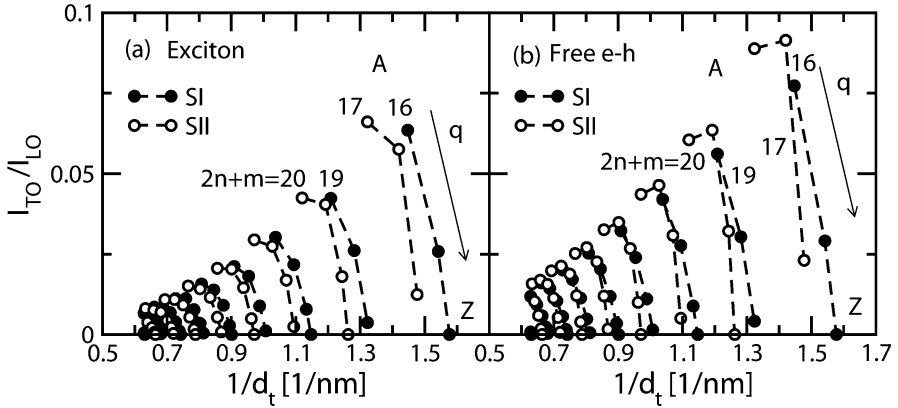 0.1
0.05
0
I_TO/I_LO
(a) Exciton
A
SI
SII
17 16
q
2n+m=20 19
Z
0.5 0.7 0.9 1.1 1.3 1.5
1/d_t [1/nm]
(b) Free e-h
A
16
q
SI
SII
17
2n+m=20
19
Z
0.5 0.7 0.9 1.1 1.3 1.5 1.7
1/d_t [1/nm]